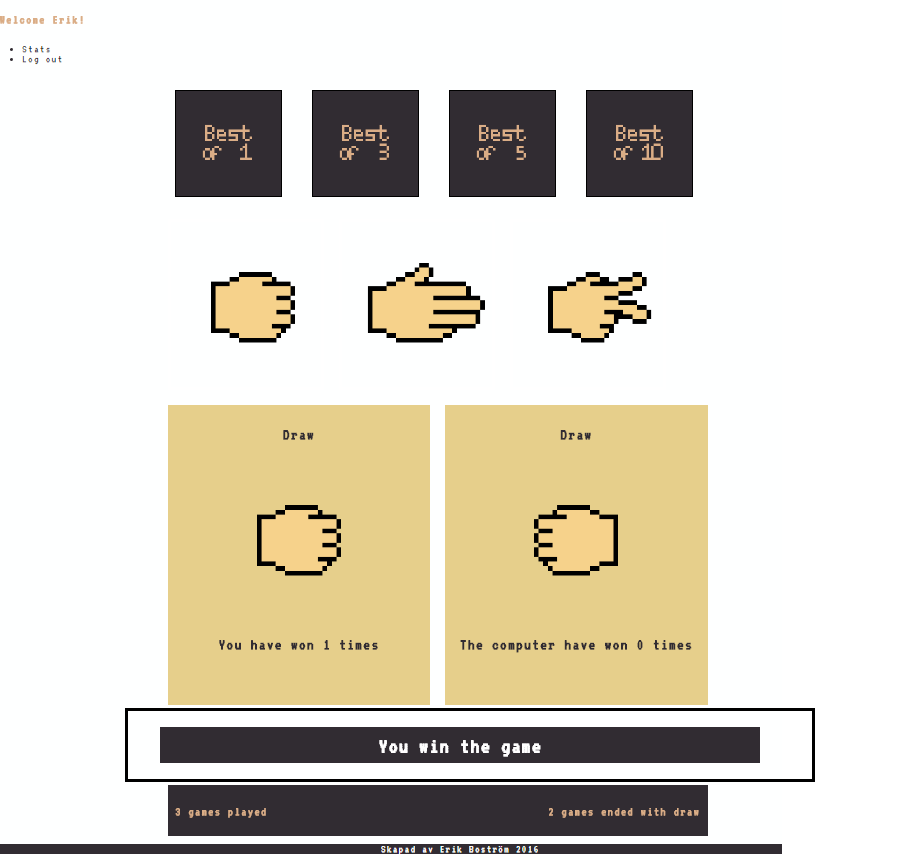 Welcome Erik!
Stats
Log out
Best
of 1
Best
of 3
Best
of 5
Best
of 10
Draw
Draw
You have won 1 times
The computer have won 0 times
You win the game
3 games played
2 games ended with draw
Skapad av Erik Boström 2016